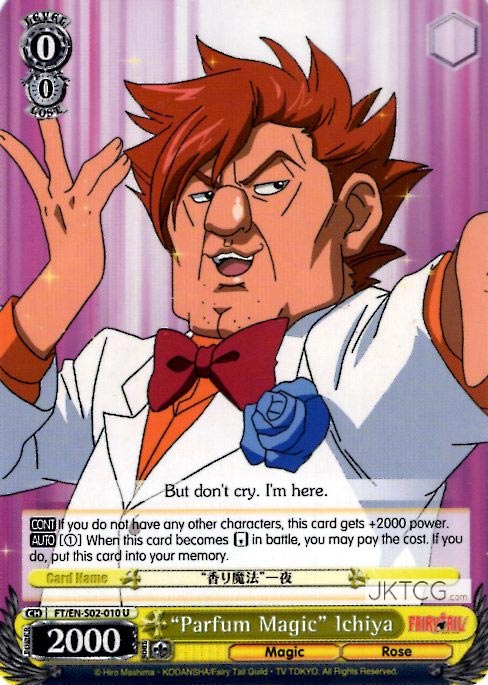 LEVEL
0
0
COST
But don't cry. I'm here.
CONT If you do not have any other characters, this card gets +2000 power.
AUTO [①] When this card becomes in battle, you may pay the cost. If you
do, put this card into your memory.
Card Name "香り魔法"一夜
JKTCG.com
CH FT/EN-S02-010 U
POWER 2000 SOUL "Parfum Magic" Ichiya FAIRY TAIL
Magic Rose
© Hiro Mashima • KODANSHA/Fairy Tail Guild • TV TOKYO. All Rights Reserved.